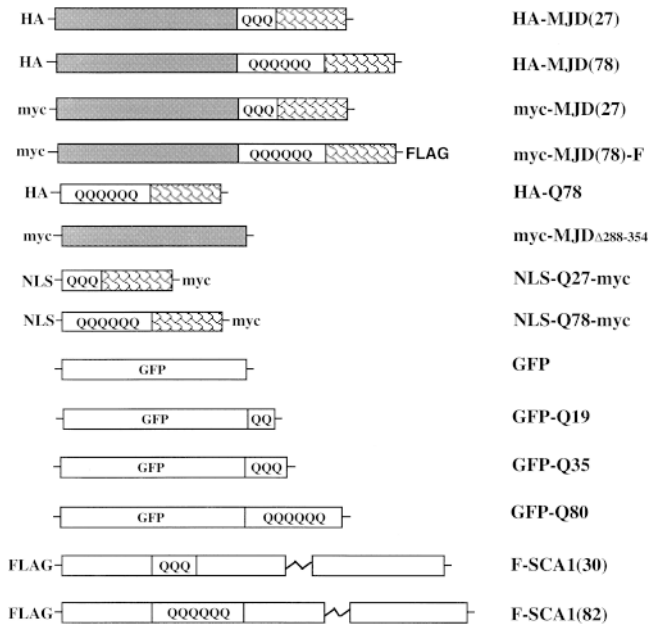 HA QQQ HA-MJD(27)
HA QQQQQQ HA-MJD(78)
myc QQQ myc-MJD(27)
myc QQQQQQ FLAG myc-MJD(78)-F
HA QQQQQQ HA-Q78
myc myc-MJDΔ288-354
NLS QQQ myc NLS-Q27-myc
NLS QQQQQQ myc NLS-Q78-myc
GFP GFP
GFP QQ GFP-Q19
GFP QQQ GFP-Q35
GFP QQQQQQ GFP-Q80
FLAG QQQ F-SCA1(30)
FLAG QQQQQQ F-SCA1(82)